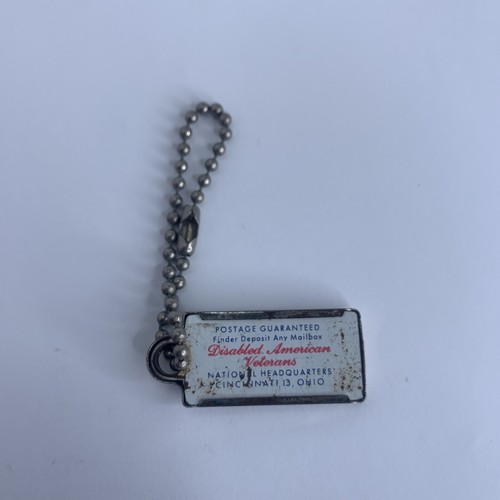 POSTAGE GUARANTEED
Finder Deposit Any Mailbox
Disabled American
Veterans
NATIONAL HEADQUARTERS
CINCINNATI 13, OHIO